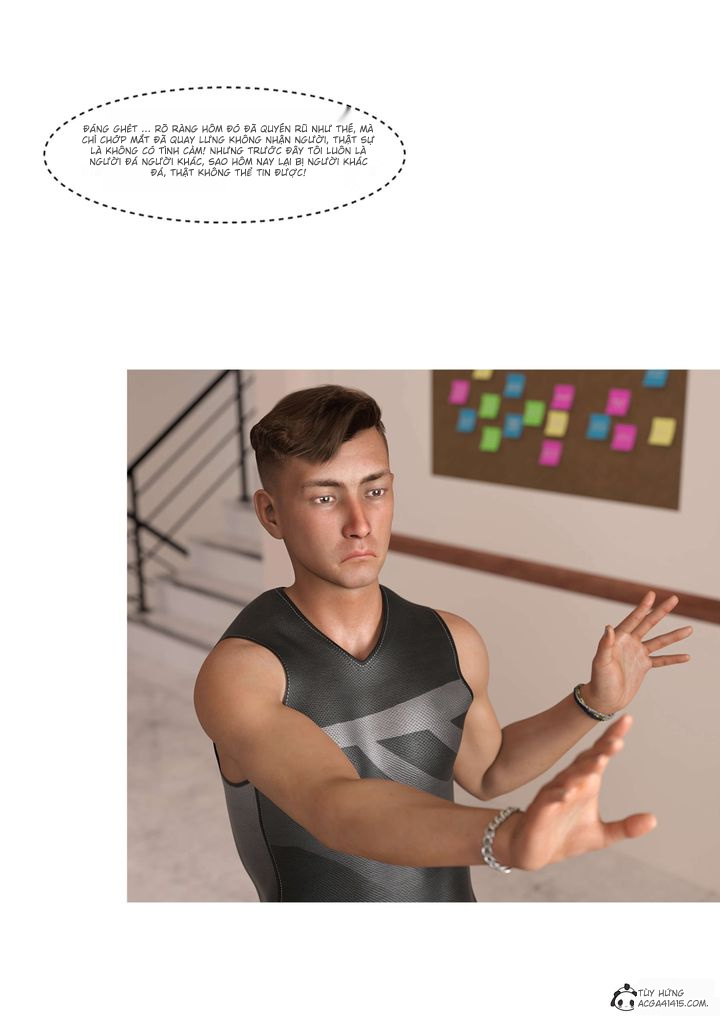 ĐÁNG GHÉT ... RÕ RÀNG HÔM ĐÓ ĐÃ QUYẾN RŨ NHƯ THẾ, MÀ
CHỈ CHỚP MẮT ĐÃ QUAY LƯNG KHÔNG NHẬN NGƯỜI, THẬT SỰ
LÀ KHÔNG CÓ TÌNH CẢM! NHƯNG TRƯỚC ĐÂY TÔI LUÔN LÀ
NGƯỜI ĐÁ NGƯỜI KHÁC, SAO HÔM NAY LẠI BỊ NGƯỜI KHÁC
ĐÁ, THẬT KHÔNG THỂ TIN ĐƯỢC!
TÙY HỨNG
ACGA41415.COM.